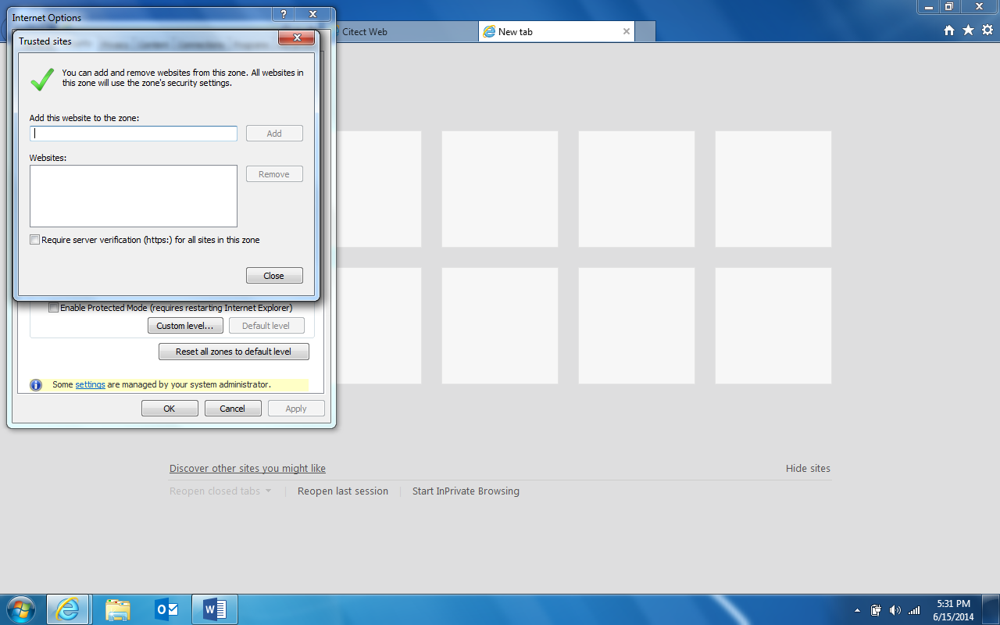 Internet Options
?
Trusted sites
Citect Web
New tab
You can add and remove websites from this zone. All websites in
this zone will use the zone's security settings.
Add this website to the zone:
Add
Websites:
Remove
Require server verification (https:) for all sites in this zone
Close
Enable Protected Mode (requires restarting Internet Explorer)
Custom level...
Default level
Reset all zones to default level
Some settings are managed by your system administrator.
OK
Cancel
Apply
Discover other sites you might like
Hide sites
Reopen closed tabs
Reopen last session
Start InPrivate Browsing
5:31 PM
6/15/2014